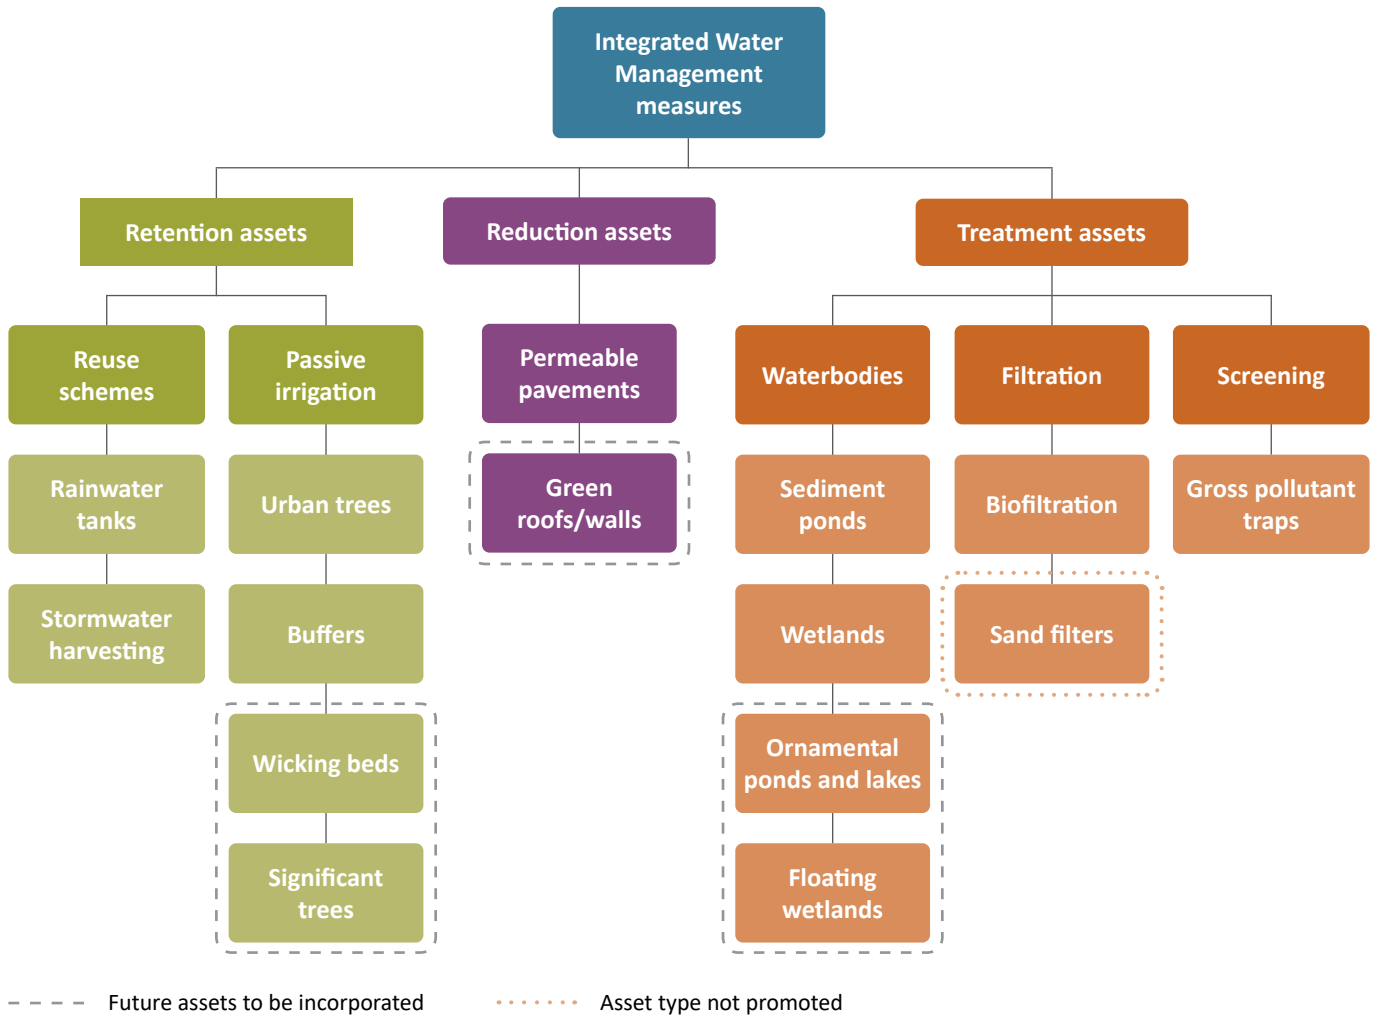 Integrated Water
Management
measures
Retention assets
Reduction assets
Treatment assets
Reuse
schemes
Passive
irrigation
Permeable
pavements
Waterbodies
Filtration
Screening
Rainwater
tanks
Urban trees
Green
roofs/walls
Sediment
ponds
Biofiltration
Gross pollutant
traps
Stormwater
harvesting
Buffers
Wetlands
Sand filters
Wicking beds
Ornamental
ponds and lakes
Significant
trees
Floating
wetlands
Future assets to be incorporated
Asset type not promoted